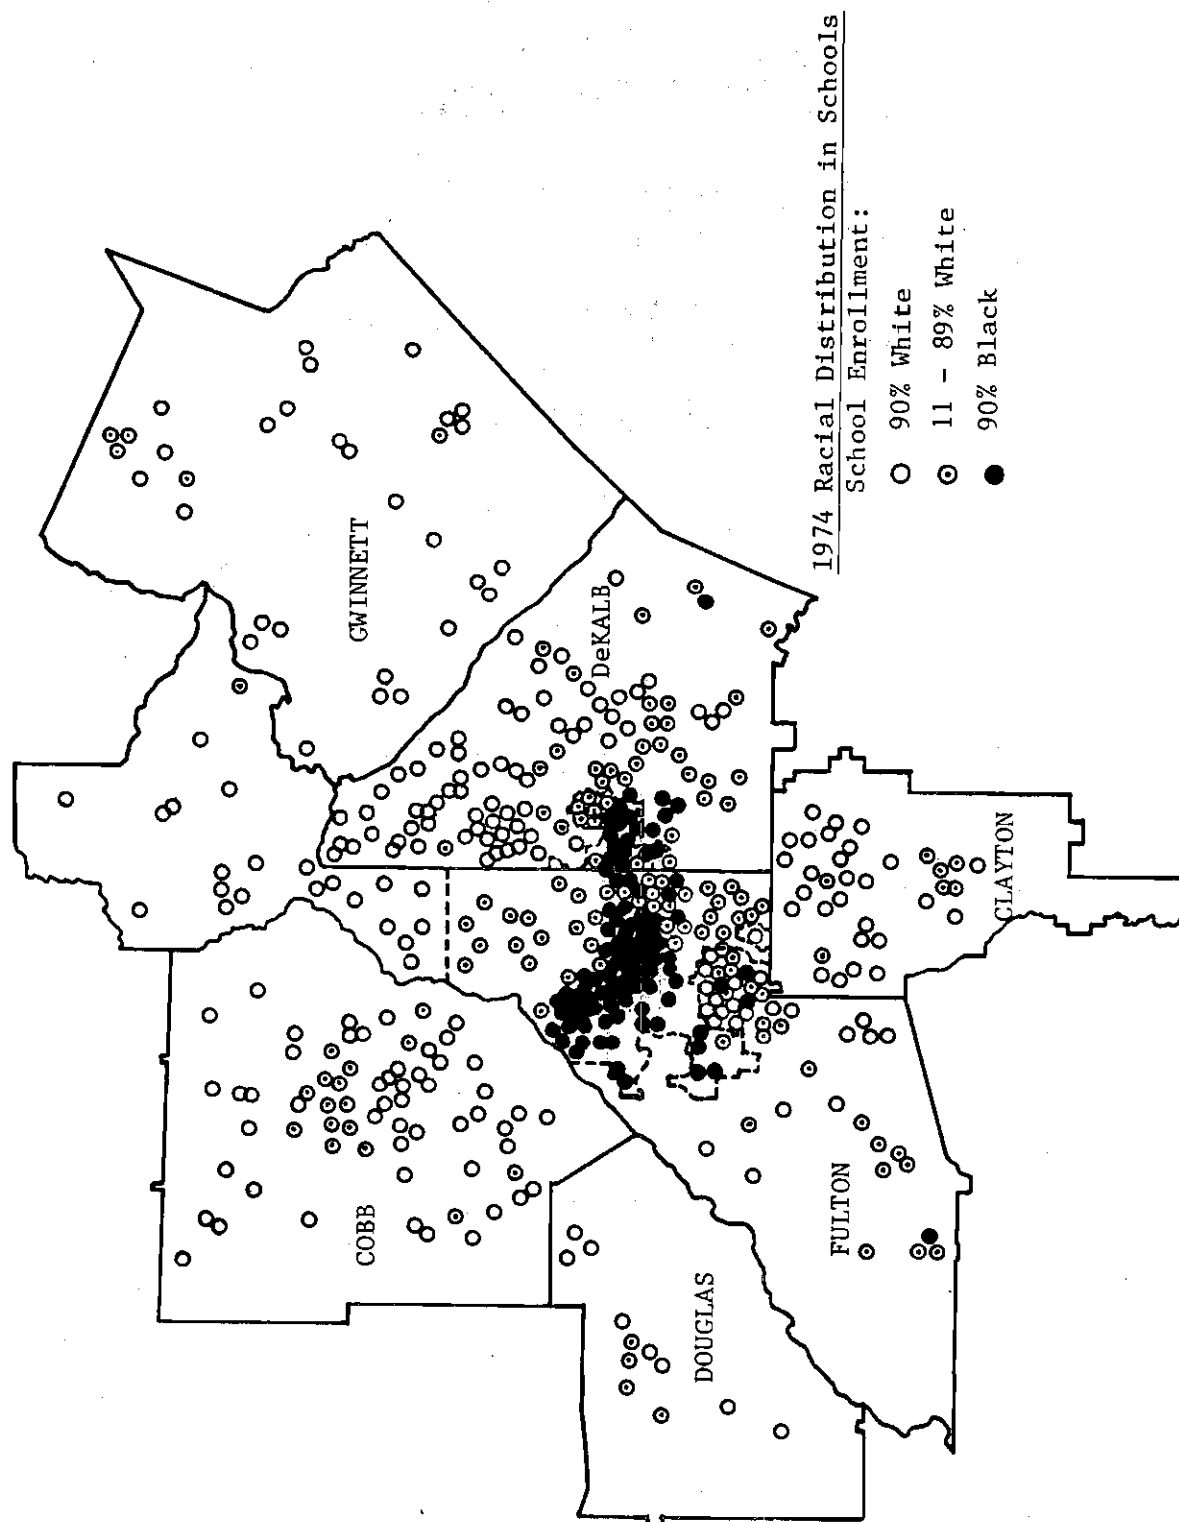 1974 Racial Distribution in Schools
School Enrollment:
90% White
11 - 89% White
90% Black
GWINNETT
DeKALB
COBB
CLAYTON
FULTON
DOUGLAS